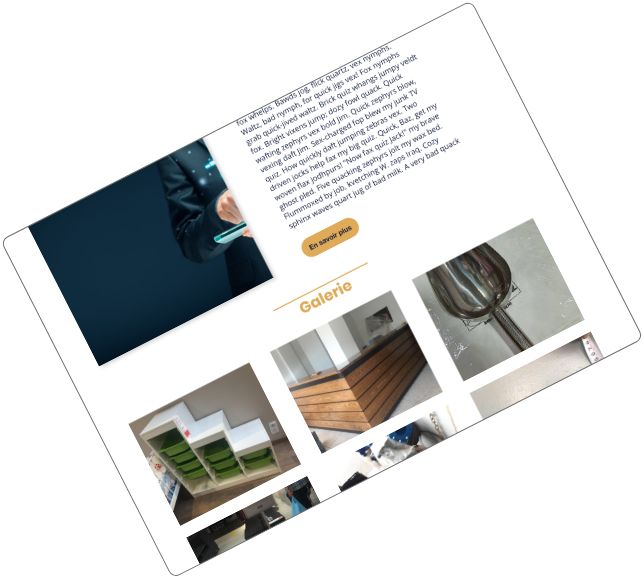 fox whelps. Bawds jog, flick quartz, vex nymphs.
Waltz, bad nymph, for quick jigs vex! Fox nymphs
grab quick-jived waltz. Brick quiz whangs jumpy veldt
fox. Bright vixens jump; dozy fowl quack. Quick
wafting zephyrs vex bold Jim. Quick zephyrs blow,
vexing daft Jim. Sex-charged fop blew my junk TV
quiz. How quickly daft jumping zebras vex. Two
driven jocks help fax my big quiz. Quick, Baz, get my
woven flax jodhpurs! "Now fax quiz Jack!" my brave
ghost pled. Five quacking zephyrs jolt my wax bed.
Flummoxed by job, kvetching W. zaps Iraq. Cozy
sphinx waves quart jug of bad milk. A very bad quack
En savoir plus
Galerie